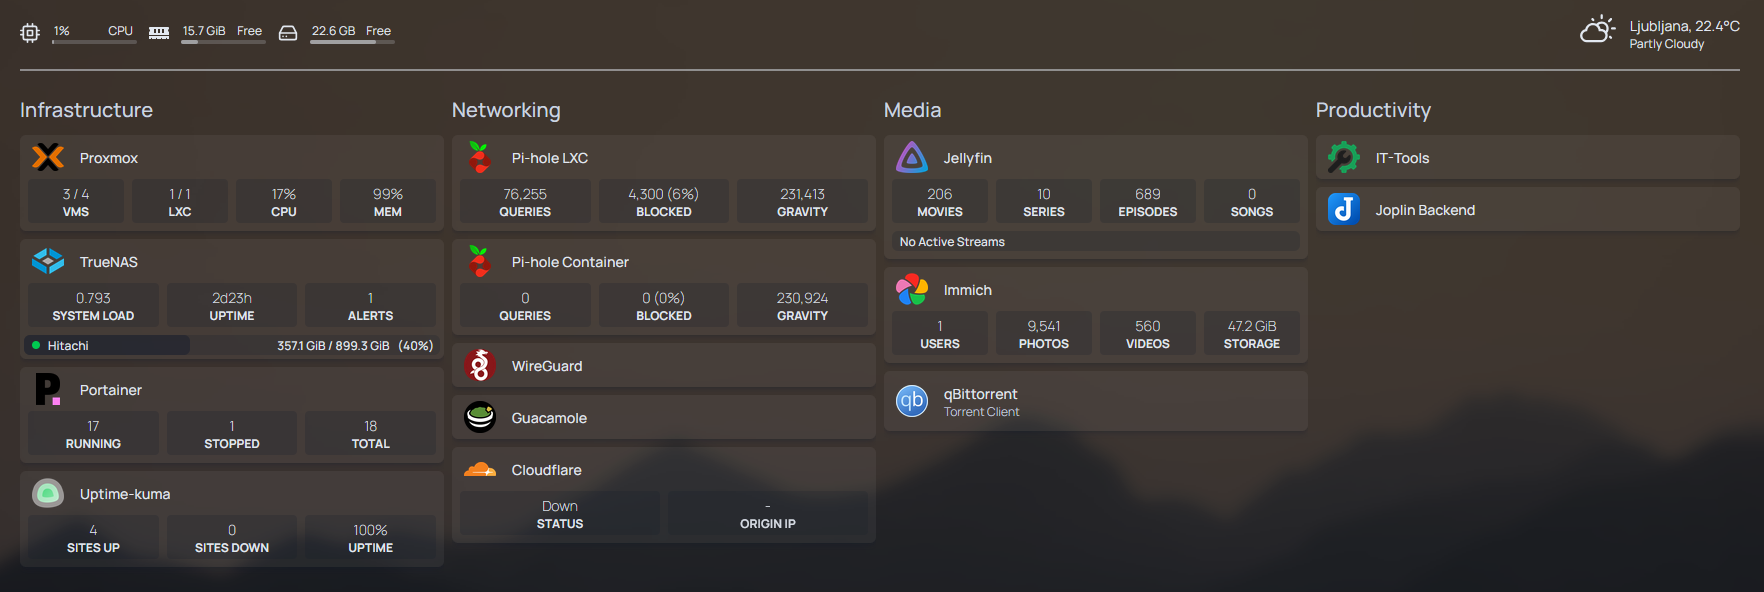 1% CPU 15.7 GiB Free 22.6 GB Free
Ljubljana, 22.4°C
Partly Cloudy
Infrastructure
Proxmox
3 / 4 1 / 1 17% 99%
VMS LXC CPU MEM
TrueNAS
0.793 2d23h 1
SYSTEM LOAD UPTIME ALERTS
Hitachi 357.1 GiB / 899.3 GiB (40%)
Portainer
17 1 18
RUNNING STOPPED TOTAL
Uptime-kuma
4 0 100%
SITES UP SITES DOWN UPTIME
Networking
Pi-hole LXC
76,255 4,300 (6%) 231,413
QUERIES BLOCKED GRAVITY
Pi-hole Container
0 0 (0%) 230,924
QUERIES BLOCKED GRAVITY
WireGuard
Guacamole
Cloudflare
Down -
STATUS ORIGIN IP
Media
Jellyfin
206 10 689 0
MOVIES SERIES EPISODES SONGS
No Active Streams
Immich
1 9,541 560 47.2 GiB
USERS PHOTOS VIDEOS STORAGE
qb qBittorrent
Torrent Client
Productivity
IT-Tools
Joplin Backend